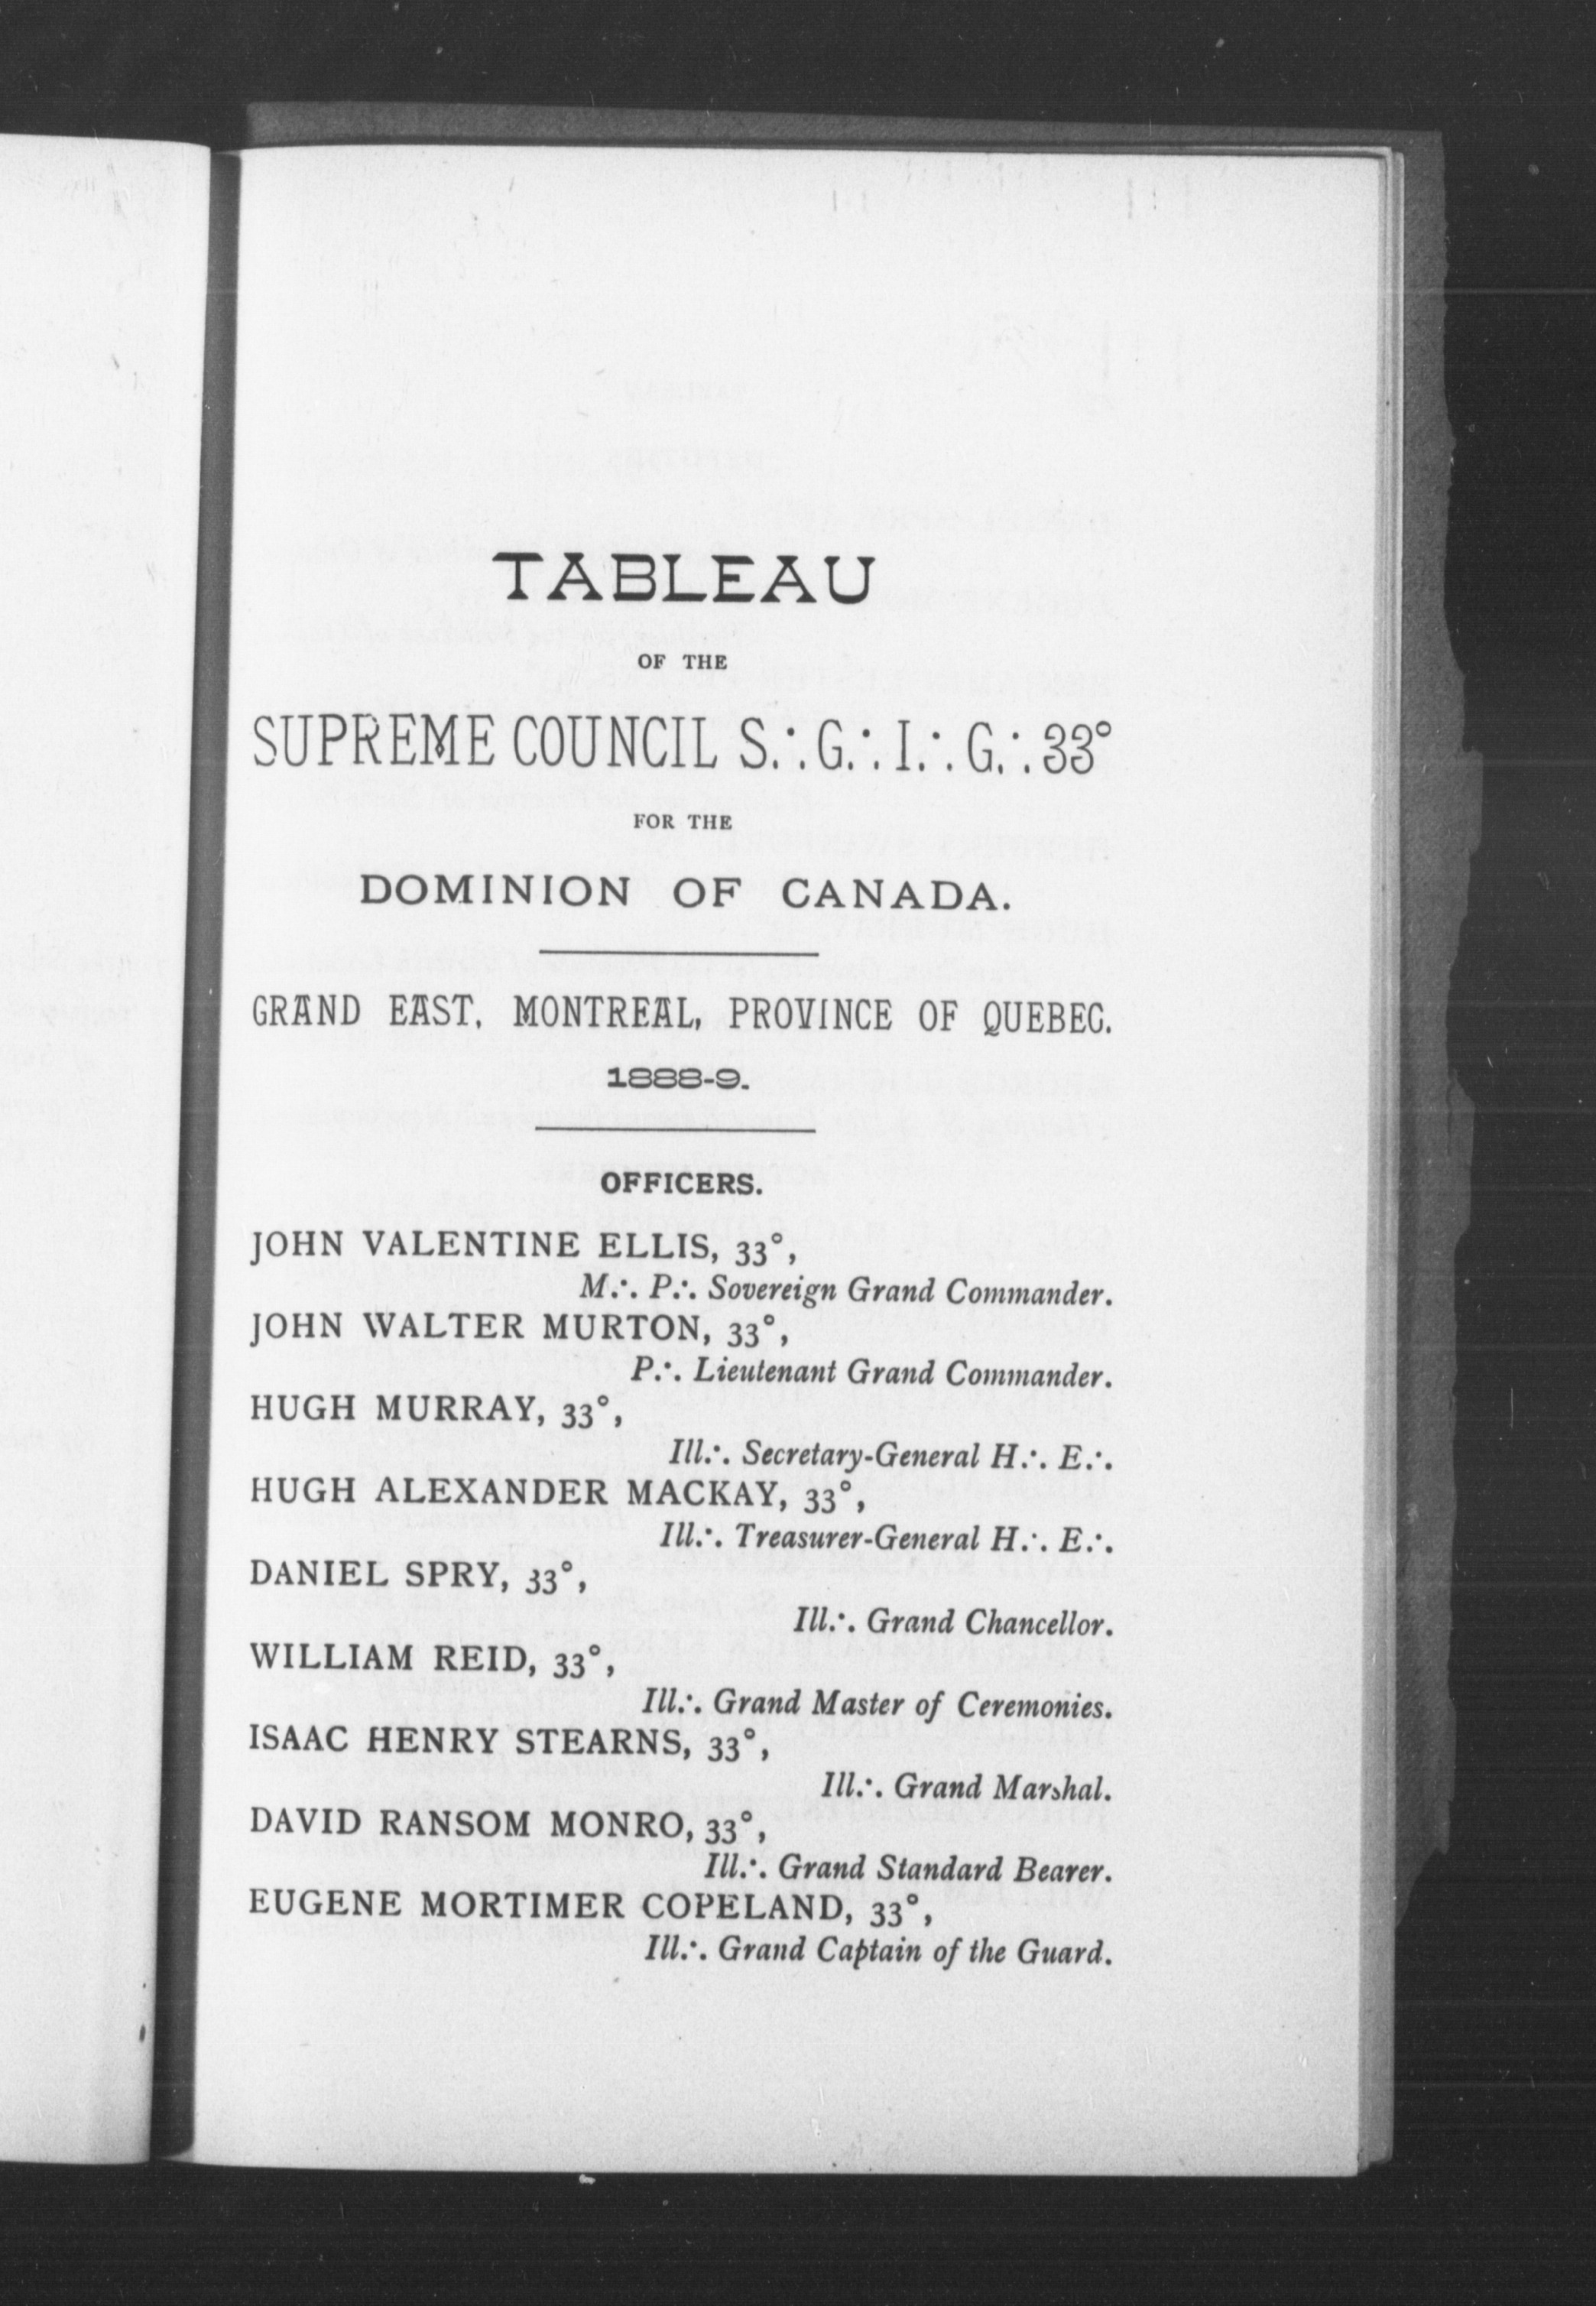 TABLEAU
OF THE
SUPREME COUNCIL S.∴G.∴I.∴G.∴33°
FOR THE
DOMINION OF CANADA.
GRAND EAST, MONTREAL, PROVINCE OF QUEBEC.
1888-9.
OFFICERS.
JOHN VALENTINE ELLIS, 33°,
M∴ P∴ Sovereign Grand Commander.
JOHN WALTER MURTON, 33°,
P∴ Lieutenant Grand Commander.
HUGH MURRAY, 33°,
Ill∴ Secretary-General H∴ E∴
HUGH ALEXANDER MACKAY, 33°,
Ill∴ Treasurer-General H∴ E∴
DANIEL SPRY, 33°,
Ill∴ Grand Chancellor.
WILLIAM REID, 33°,
Ill∴ Grand Master of Ceremonies.
ISAAC HENRY STEARNS, 33°,
Ill∴ Grand Marshal.
DAVID RANSOM MONRO, 33°,
Ill∴ Grand Standard Bearer.
EUGENE MORTIMER COPELAND, 33°,
Ill∴ Grand Captain of the Guard.